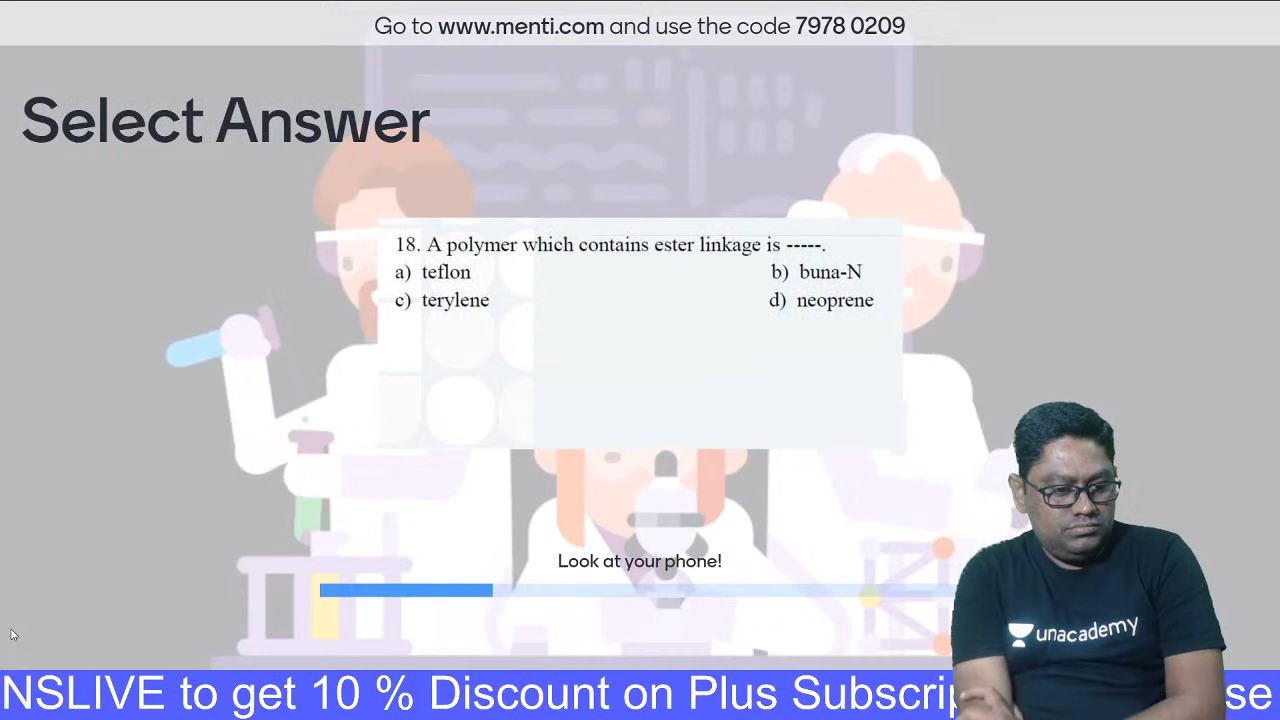 Go to www.menti.com and use the code 7978 0209
Select Answer
18. A polymer which contains ester linkage is -----.
a) teflon
b) buna-N
c) terylene
d) neoprene
Look at your phone!
unacademy
NSLIVE to get 10 % Discount on Plus Subscrip se